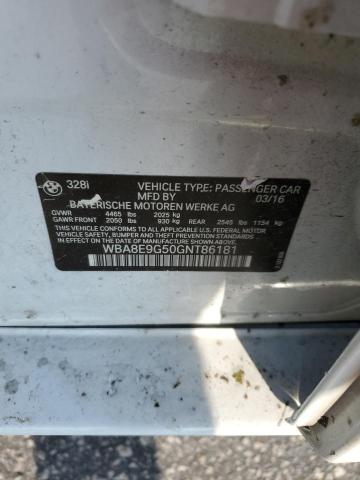 328i VEHICLE TYPE: PASSENGER CAR
MFD BY 03/16
BAYERISCHE MOTOREN WERKE AG
GVWR 4465 lbs 2025 kg
GAWR FRONT 2050 lbs 930 kg REAR 2545 lbs 1154 kg
THIS VEHICLE CONFORMS TO ALL APPLICABLE U.S. FEDERAL MOTOR
VEHICLE SAFETY, BUMPER, AND THEFT PREVENTION STANDARDS IN
EFFECT ON THE DATE OF MANUFACTURE SHOWN ABOVE.
WBA8E9G50GNT86181